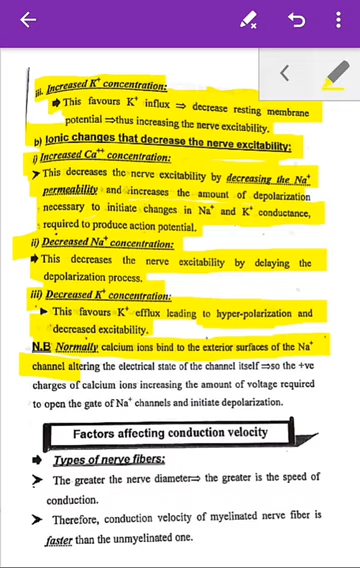 iii. Increased K⁺ concentration:
➡ This favours K⁺ influx ⇒ decrease resting membrane
potential ⇒thus increasing the nerve excitability.
b) Ionic changes that decrease the nerve excitability:
i) Increased Ca⁺⁺ concentration:
➤ This decreases the nerve excitability by decreasing the Na⁺
permeability and increases the amount of depolarization
necessary to initiate changes in Na⁺ and K⁺ conductance,
required to produce action potential.
ii) Decreased Na⁺ concentration:
➡This decreases the nerve excitability by delaying the
depolarization process.
iii) Decreased K⁺ concentration:
► This favours K⁺ efflux leading to hyper-polarization and
decreased excitability.
N.B Normally calcium ions bind to the exterior surfaces of the Na⁺
channel altering the electrical state of the channel itself ⇒so the +ve
charges of calcium ions increasing the amount of voltage required
to open the gate of Na⁺ channels and initiate depolarization.
Factors affecting conduction velocity
➡ Types of nerve fibers:
➤ The greater the nerve diameter⇒ the greater is the speed of
conduction.
➤ Therefore, conduction velocity of myelinated nerve fiber is
faster than the unmyelinated one.